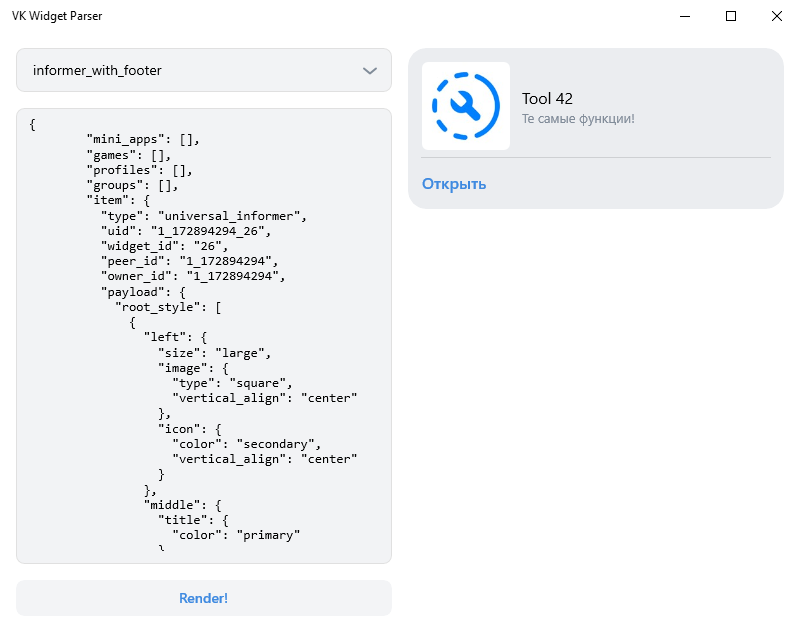 VK Widget Parser
informer_with_footer
{
"mini_apps": [],
"games": [],
"profiles": [],
"groups": [],
"item": {
"type": "universal_informer",
"uid": "1_172894294_26",
"widget_id": "26",
"peer_id": "1_172894294",
"owner_id": "1_172894294",
"payload": {
"root_style": [
{
"left": {
"size": "large",
"image": {
"type": "square",
"vertical_align": "center"
},
"icon": {
"color": "secondary",
"vertical_align": "center"
}
},
"middle": {
"title": {
"color": "primary"
}
Render!
Tool 42
Те самые функции!
Открыть